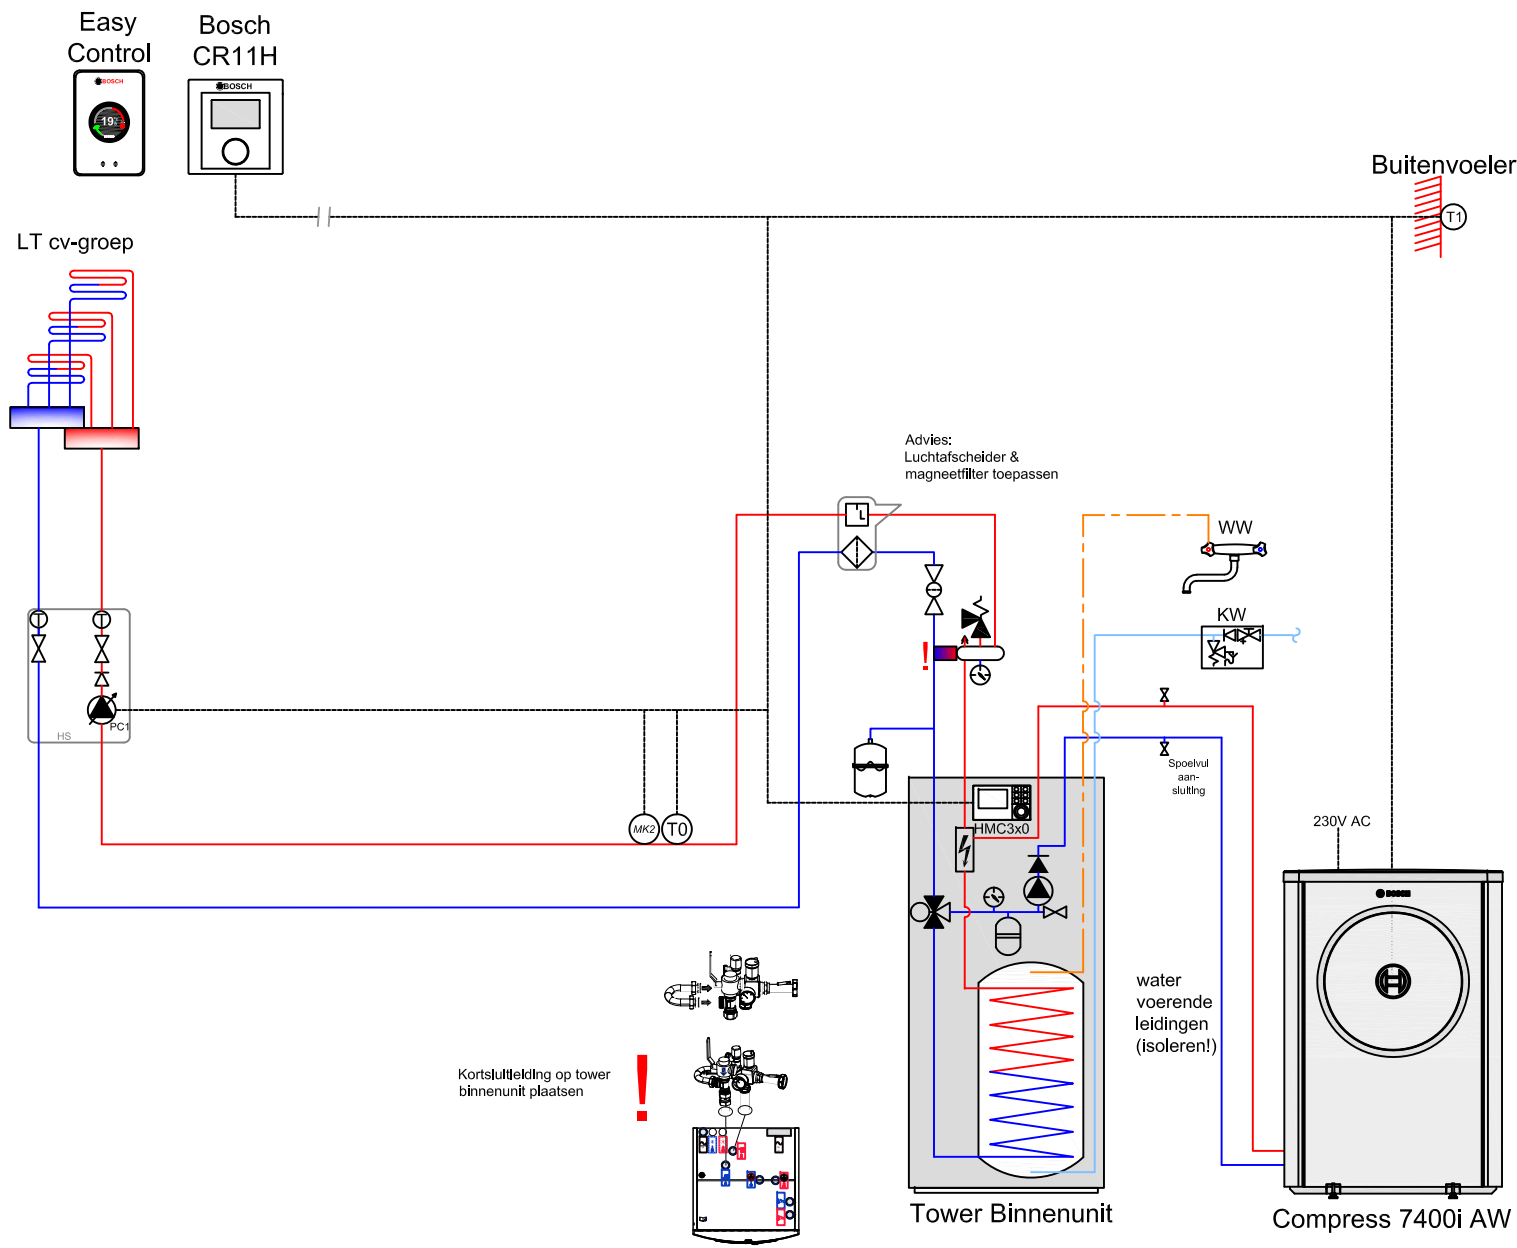 Easy
Control
Bosch
CR11H
BOSCH
BOSCH
19
Buitenvoeler
T1
LT cv-groep
Advies:
Luchtafscheider &
magneetfilter toepassen
L
WW
KW
T
T
PC1
HS
!
MK2
T0
Spoelvul
aan-
sluiting
HMC3x0
230V AC
BOSCH
water
voerende
leidingen
(isoleren!)
Kortsluitleiding op tower
binnenunit plaatsen
!
Tower Binnenunit
Compress 7400i AW